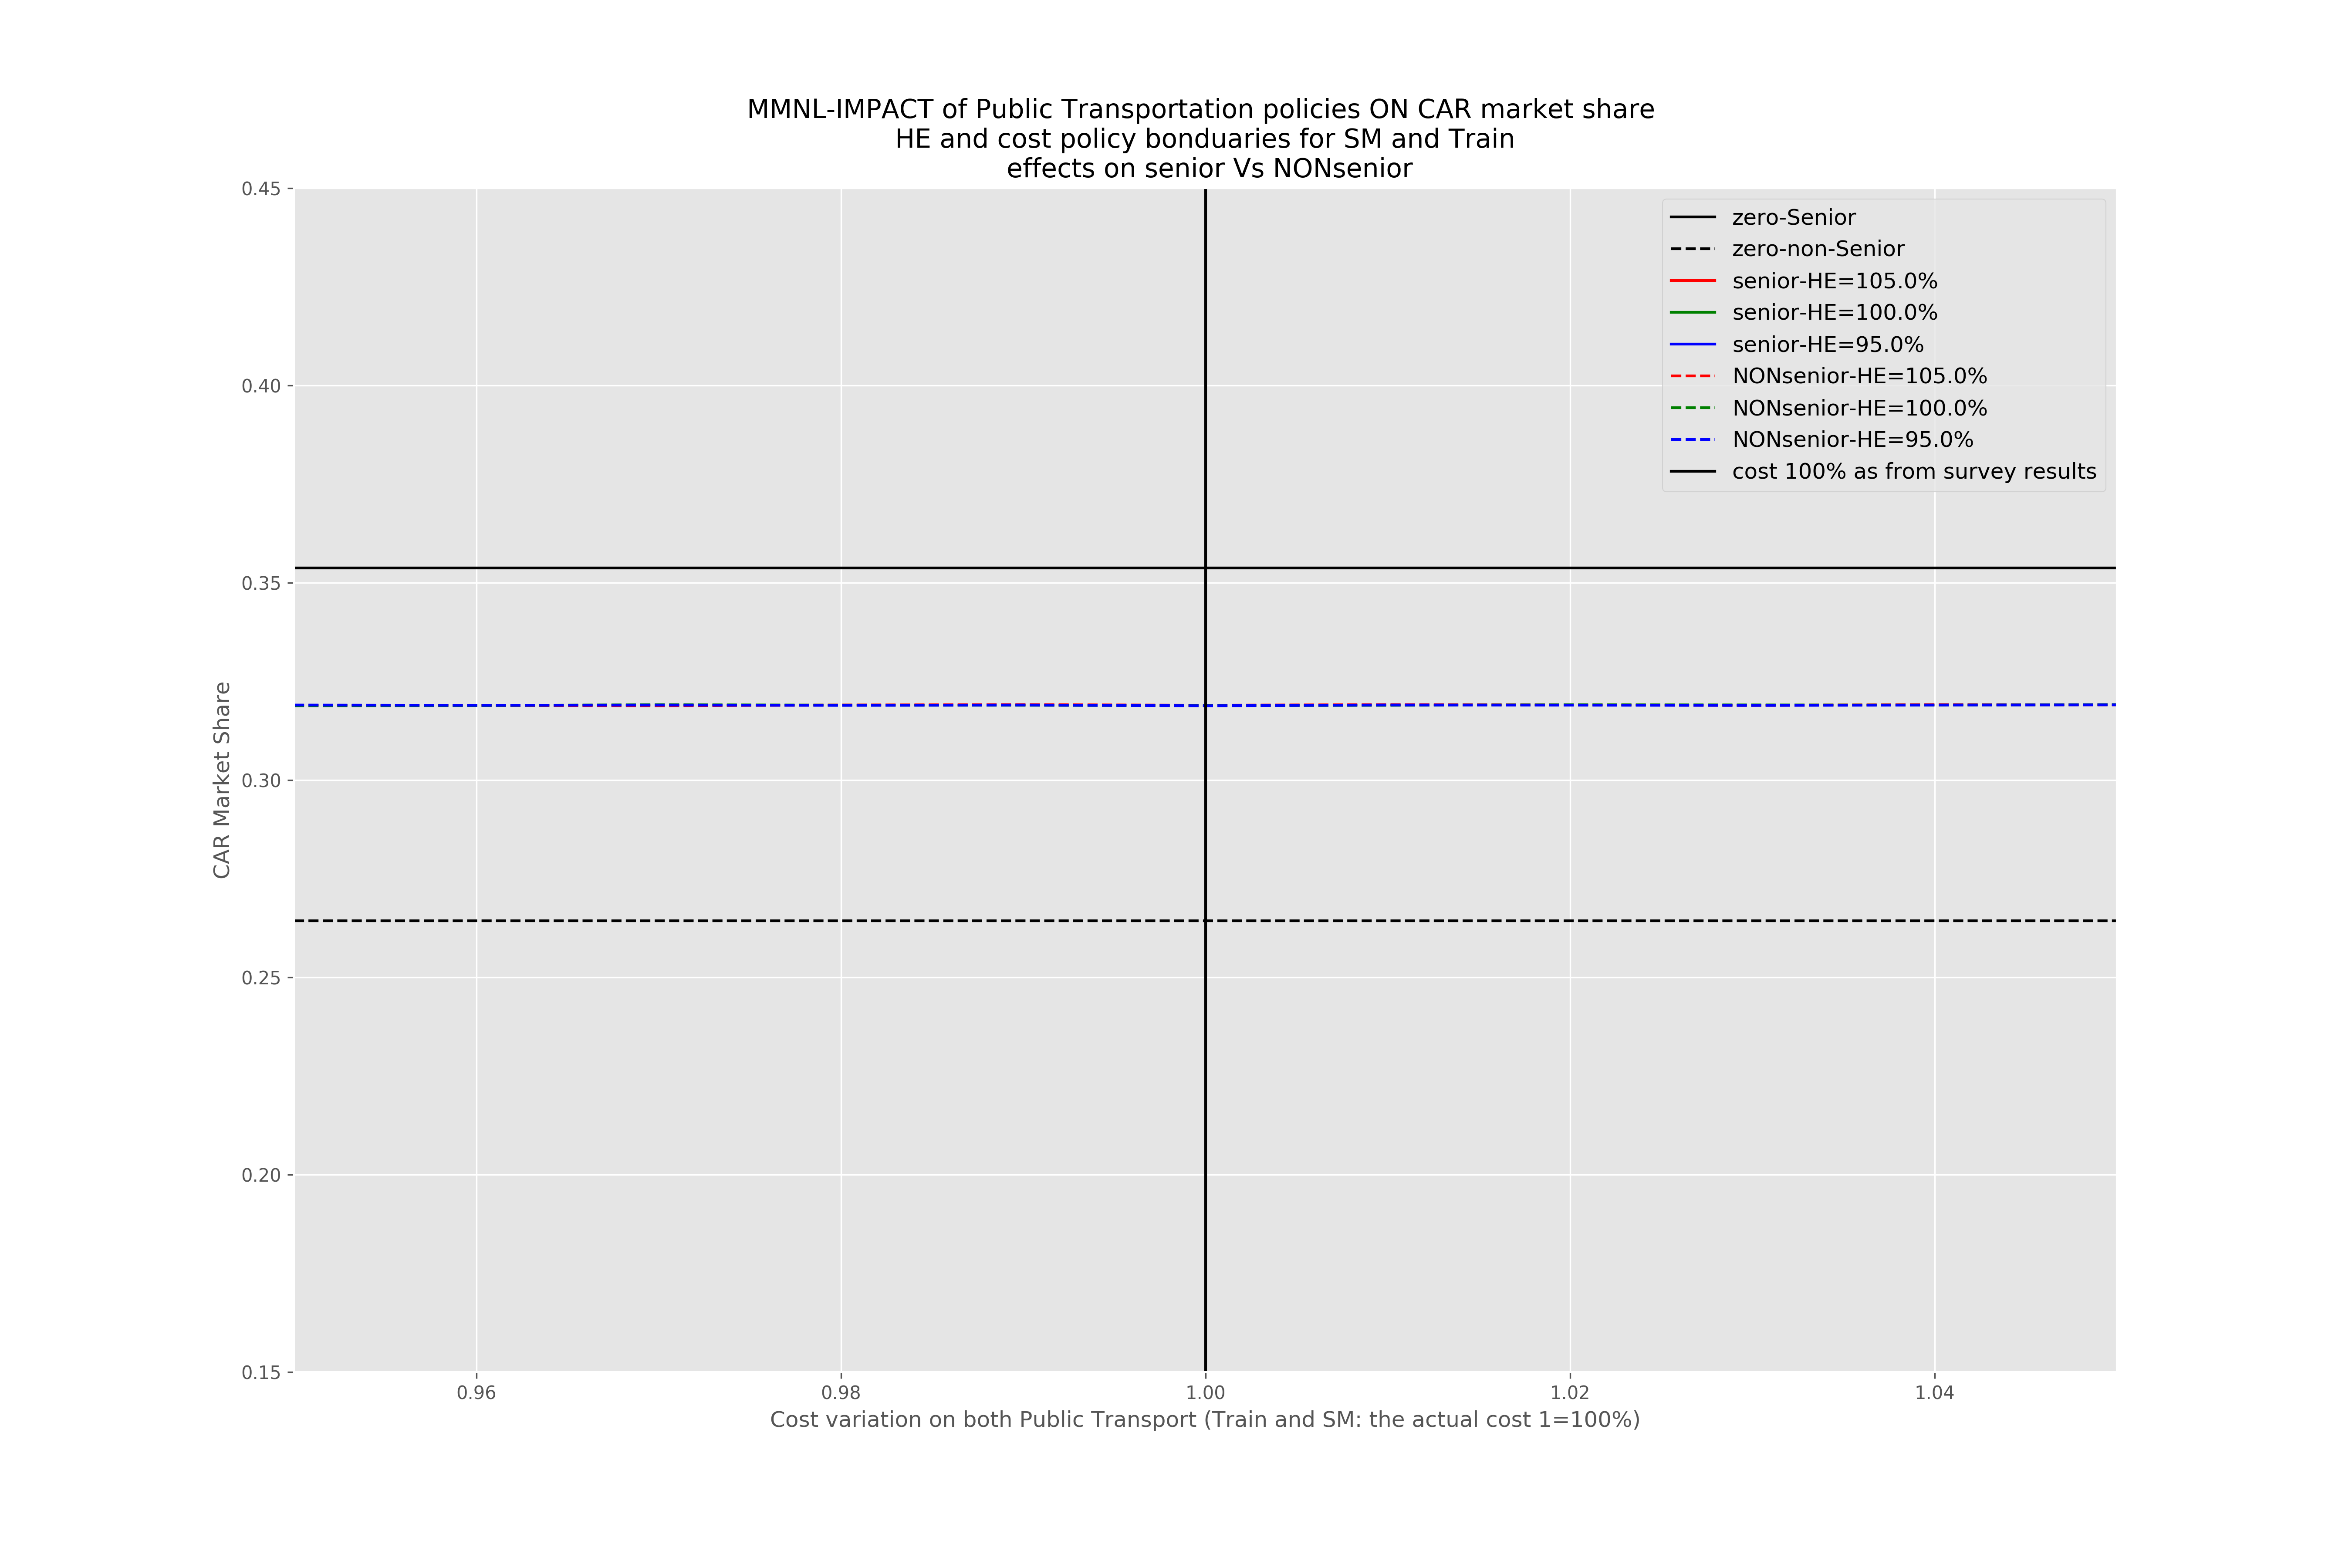 MMNL-IMPACT of Public Transportation policies ON CAR market share
HE and cost policy bonduaries for SM and Train
effects on senior Vs NONsenior
0.45
0.40
0.35
0.30
0.25
0.20
0.15
CAR Market Share
zero-Senior
zero-non-Senior
senior-HE=105.0%
senior-HE=100.0%
senior-HE=95.0%
NONsenior-HE=105.0%
NONsenior-HE=100.0%
NONsenior-HE=95.0%
cost 100% as from survey results
0.96
0.98
1.00
1.02
1.04
Cost variation on both Public Transport (Train and SM: the actual cost 1=100%)